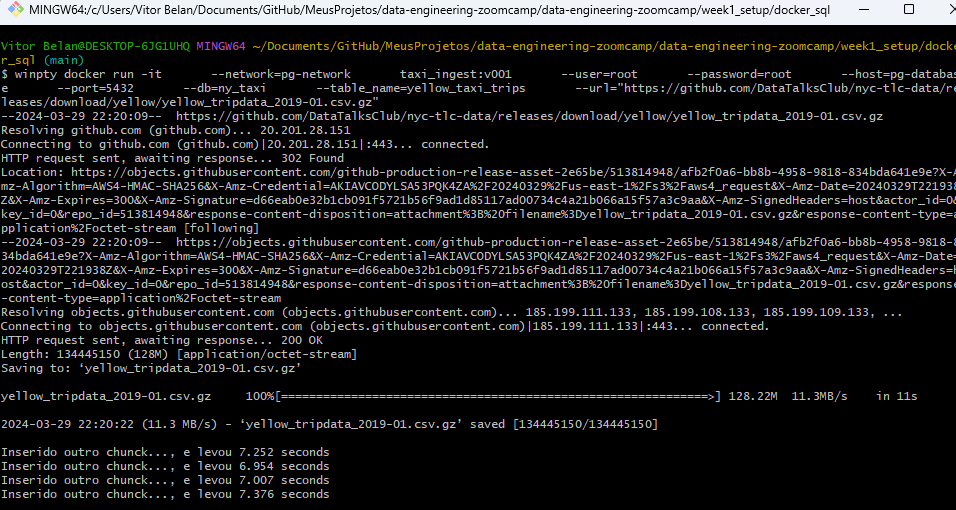 MINGW64:/c/Users/Vitor Belan/Documents/GitHub/MeusProjetos/data-engineering-zoomcamp/data-engineering-zoomcamp/week1_setup/docker_sql
Vitor Belan@DESKTOP-6JG1UHQ MINGW64 ~/Documents/GitHub/MeusProjetos/data-engineering-zoomcamp/data-engineering-zoomcamp/week1_setup/docke
r_sql (main)
$ winpty docker run -it --network=pg-network taxi_ingest:v001 --user=root --password=root --host=pg-databas
e --port=5432 --db=ny_taxi --table_name=yellow_taxi_trips --url="https://github.com/DataTalksClub/nyc-tlc-data/re
leases/download/yellow/yellow_tripdata_2019-01.csv.gz"
--2024-03-29 22:20:09-- https://github.com/DataTalksClub/nyc-tlc-data/releases/download/yellow/yellow_tripdata_2019-01.csv.gz
Resolving github.com (github.com)... 20.201.28.151
Connecting to github.com (github.com)|20.201.28.151|:443... connected.
HTTP request sent, awaiting response... 302 Found
Location: https://objects.githubusercontent.com/github-production-release-asset-2e65be/513814948/afb2f0a6-bb8b-4958-9818-834bda641e9e?X-A
mz-Algorithm=AWS4-HMAC-SHA256&X-Amz-Credential=AKIAVCODYLSA53PQK4ZA%2F20240329%2Fus-east-1%2Fs3%2Faws4_request&X-Amz-Date=20240329T221938
Z&X-Amz-Expires=300&X-Amz-Signature=d66eab0e32b1cb091f5721b56f9ad1d85117ad00734c4a21b066a15f57a3c9aa&X-Amz-SignedHeaders=host&actor_id=0&
key_id=0&repo_id=513814948&response-content-disposition=attachment%3B%20filename%3Dyellow_tripdata_2019-01.csv.gz&response-content-type=a
pplication%2Foctet-stream [following]
--2024-03-29 22:20:09-- https://objects.githubusercontent.com/github-production-release-asset-2e65be/513814948/afb2f0a6-bb8b-4958-9818-8
34bda641e9e?X-Amz-Algorithm=AWS4-HMAC-SHA256&X-Amz-Credential=AKIAVCODYLSA53PQK4ZA%2F20240329%2Fus-east-1%2Fs3%2Faws4_request&X-Amz-Date=
20240329T221938Z&X-Amz-Expires=300&X-Amz-Signature=d66eab0e32b1cb091f5721b56f9ad1d85117ad00734c4a21b066a15f57a3c9aa&X-Amz-SignedHeaders=h
ost&actor_id=0&key_id=0&repo_id=513814948&response-content-disposition=attachment%3B%20filename%3Dyellow_tripdata_2019-01.csv.gz&response
-content-type=application%2Foctet-stream
Resolving objects.githubusercontent.com (objects.githubusercontent.com)... 185.199.111.133, 185.199.108.133, 185.199.109.133, ...
Connecting to objects.githubusercontent.com (objects.githubusercontent.com)|185.199.111.133|:443... connected.
HTTP request sent, awaiting response... 200 OK
Length: 134445150 (128M) [application/octet-stream]
Saving to: ‘yellow_tripdata_2019-01.csv.gz’
yellow_tripdata_2019-01.csv.gz 100%[=============================================================>] 128.22M 11.3MB/s in 11s
2024-03-29 22:20:22 (11.3 MB/s) - ‘yellow_tripdata_2019-01.csv.gz’ saved [134445150/134445150]
Inserido outro chunck..., e levou 7.252 seconds
Inserido outro chunck..., e levou 6.954 seconds
Inserido outro chunck..., e levou 7.007 seconds
Inserido outro chunck..., e levou 7.376 seconds